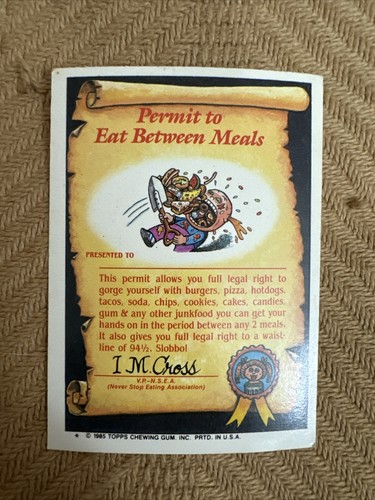 Permit to
Eat Between Meals
PRESENTED TO
This permit allows you full legal right to
gorge yourself with burgers, pizza, hotdogs,
tacos, soda, chips, cookies, cakes, candies,
gum & any other junkfood you can get your
hands on in the period between any 2 meals.
It also gives you full legal right to a waist-
line of 94½. Slobbo!
I. M. Cross
V.P.-N.S.E.A.
(Never Stop Eating Association)
* © 1985 TOPPS CHEWING GUM, INC. PRTD. IN U.S.A.